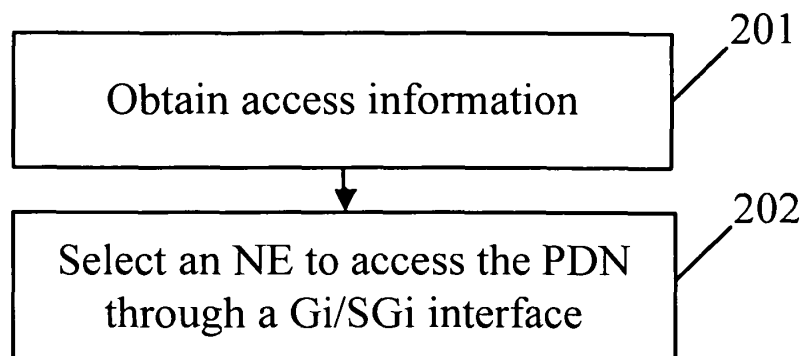 201
Obtain access information
202
Select an NE to access the PDN
through a Gi/SGi interface